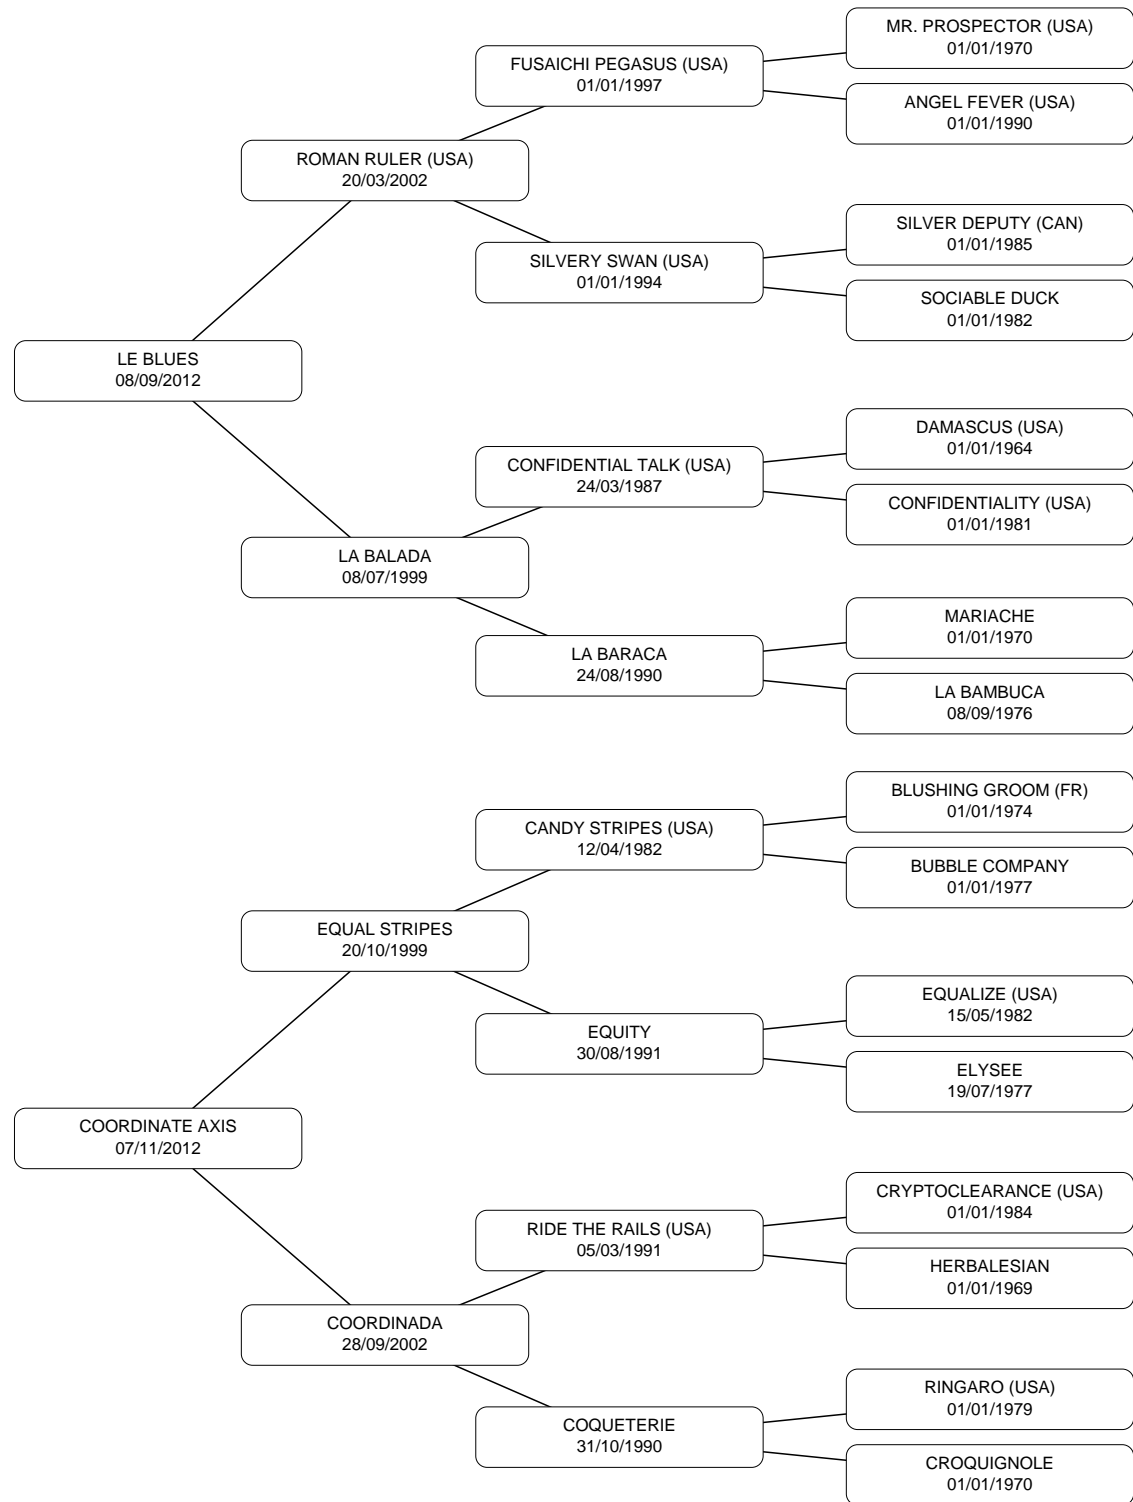 MR. PROSPECTOR (USA)
01/01/1970
FUSAICHI PEGASUS (USA)
01/01/1997
ANGEL FEVER (USA)
01/01/1990
ROMAN RULER (USA)
20/03/2002
SILVER DEPUTY (CAN)
01/01/1985
SILVERY SWAN (USA)
01/01/1994
SOCIABLE DUCK
01/01/1982
LE BLUES
08/09/2012
DAMASCUS (USA)
01/01/1964
CONFIDENTIAL TALK (USA)
24/03/1987
CONFIDENTIALITY (USA)
01/01/1981
LA BALADA
08/07/1999
MARIACHE
01/01/1970
LA BARACA
24/08/1990
LA BAMBUCA
08/09/1976
BLUSHING GROOM (FR)
01/01/1974
CANDY STRIPES (USA)
12/04/1982
BUBBLE COMPANY
01/01/1977
EQUAL STRIPES
20/10/1999
EQUALIZE (USA)
15/05/1982
EQUITY
30/08/1991
ELYSEE
19/07/1977
COORDINATE AXIS
07/11/2012
CRYPTOCLEARANCE (USA)
01/01/1984
RIDE THE RAILS (USA)
05/03/1991
HERBALESIAN
01/01/1969
COORDINADA
28/09/2002
RINGARO (USA)
01/01/1979
COQUETERIE
31/10/1990
CROQUIGNOLE
01/01/1970